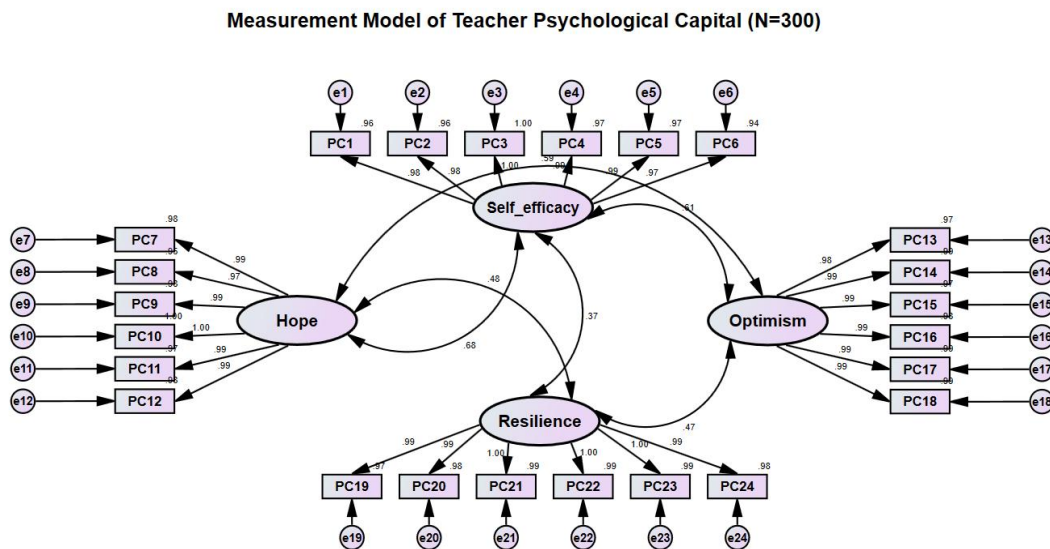 Measurement Model of Teacher Psychological Capital (N=300)
e1 e2 e3 e4 e5 e6
.96 .96 1.00 .97 .97 .94
PC1 PC2 PC3 PC4 PC5 PC6
.98 .98 1.00 .59 .99 .99 .97
Self_efficacy
.61
.98
e7 PC7
.99
e8 PC8
.97
e9 PC9
.99
1.00
e10 PC10
1.00
.97
e11 PC11
.99
e12 PC12
.99
Hope
.48
.68
.37
.97
PC13 e13
.98
PC14 e14
.99
PC15 e15
.99
PC16 e16
.99
PC17 e17
.99
PC18 e18
.99
Optimism
.47
Resilience
.99 .99 1.00 1.00 1.00 .99
.97 .98 .99 .99 .99 .98
PC19 PC20 PC21 PC22 PC23 PC24
e19 e20 e21 e22 e23 e24